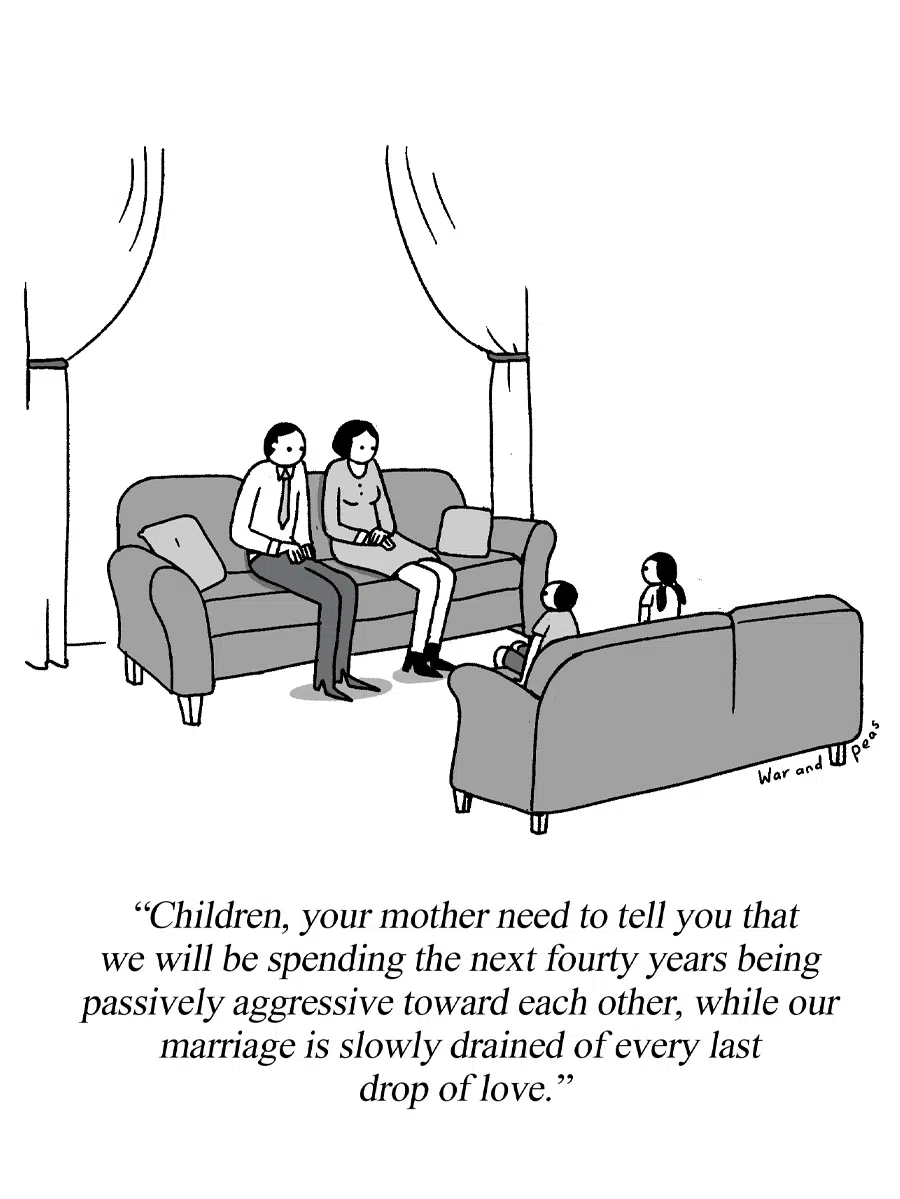 War and peas
“Children, your mother need to tell you that
we will be spending the next fourty years being
passively aggressive toward each other, while our
marriage is slowly drained of every last
drop of love.”